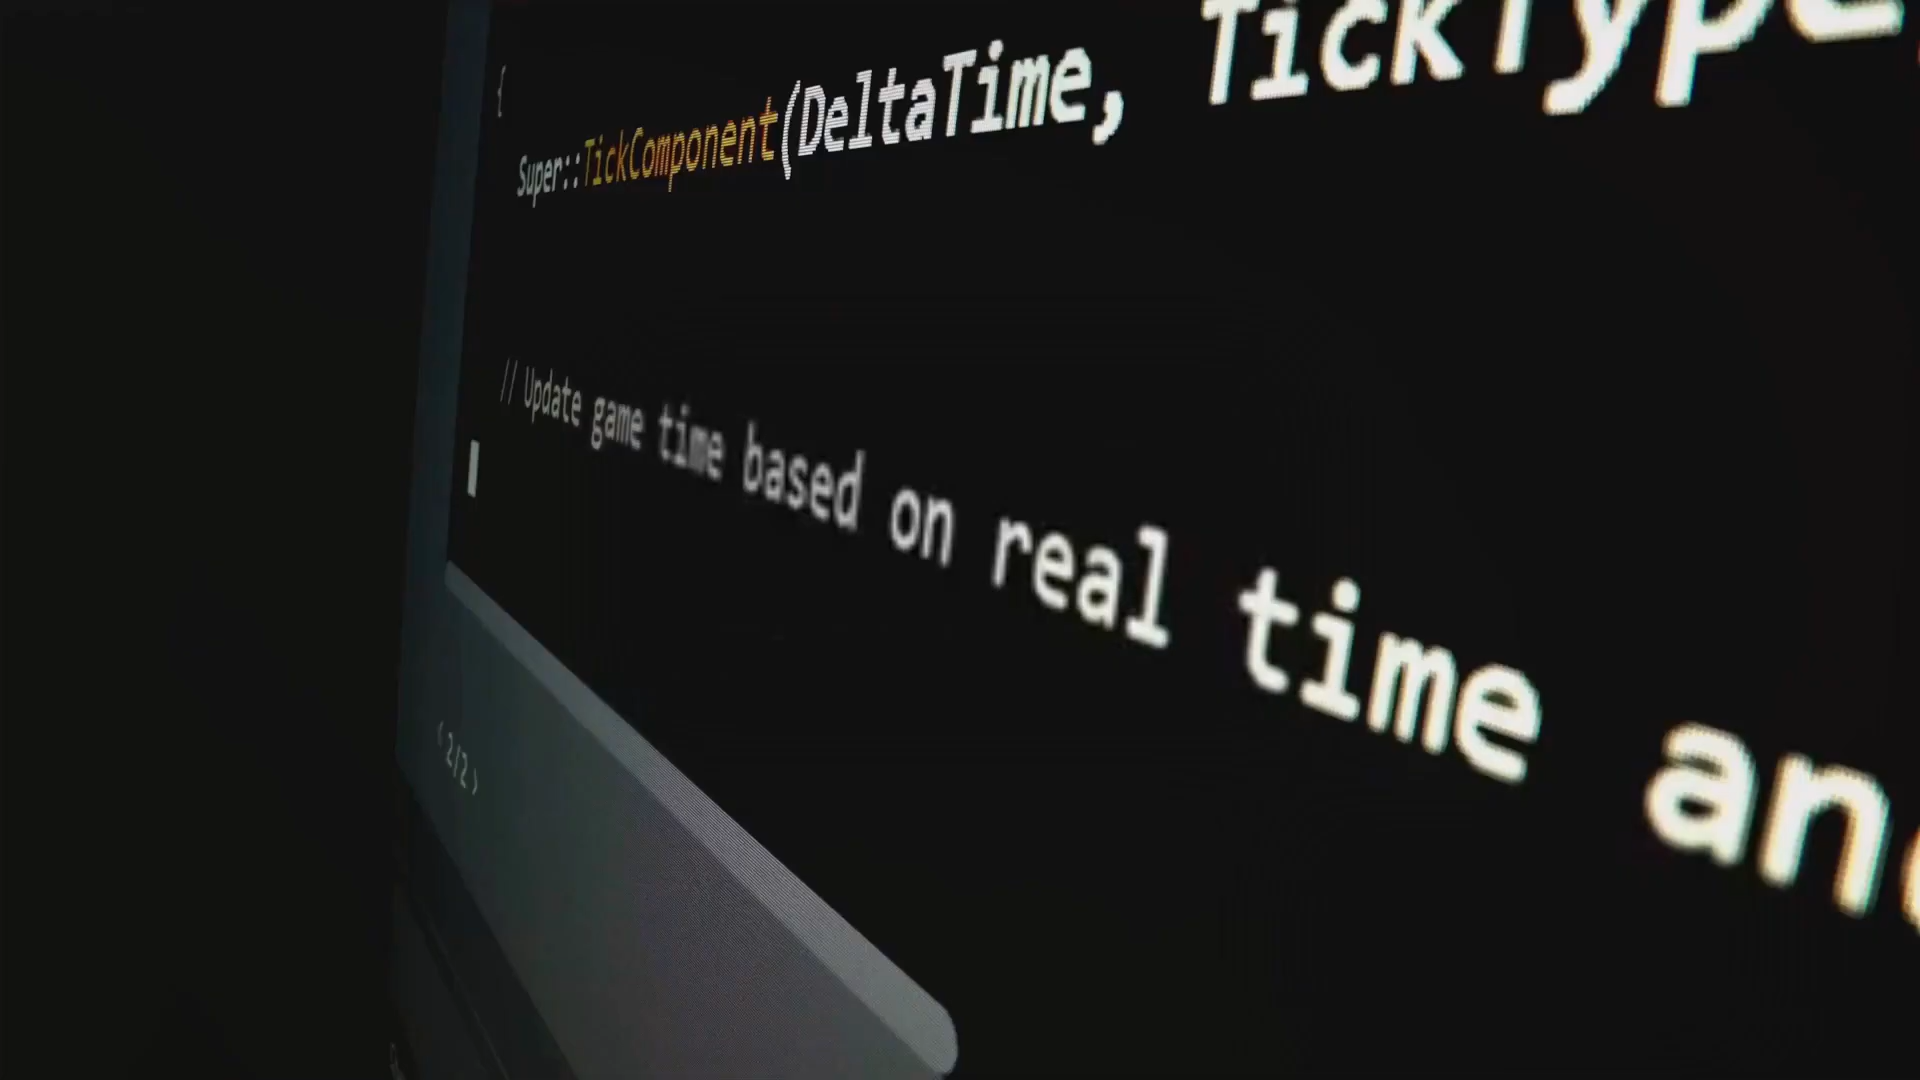 {
Super::TickComponent(DeltaTime, TickType
// Update game time based on real time an
< 2/2 >